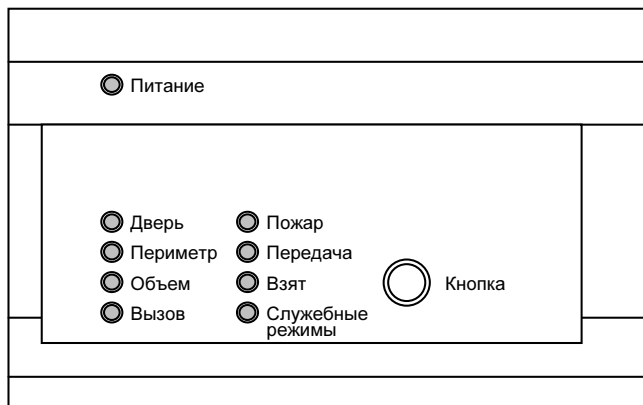 Питание
Дверь
Пожар
Периметр
Передача
Объем
Взят
Кнопка
Вызов
Служебные
режимы